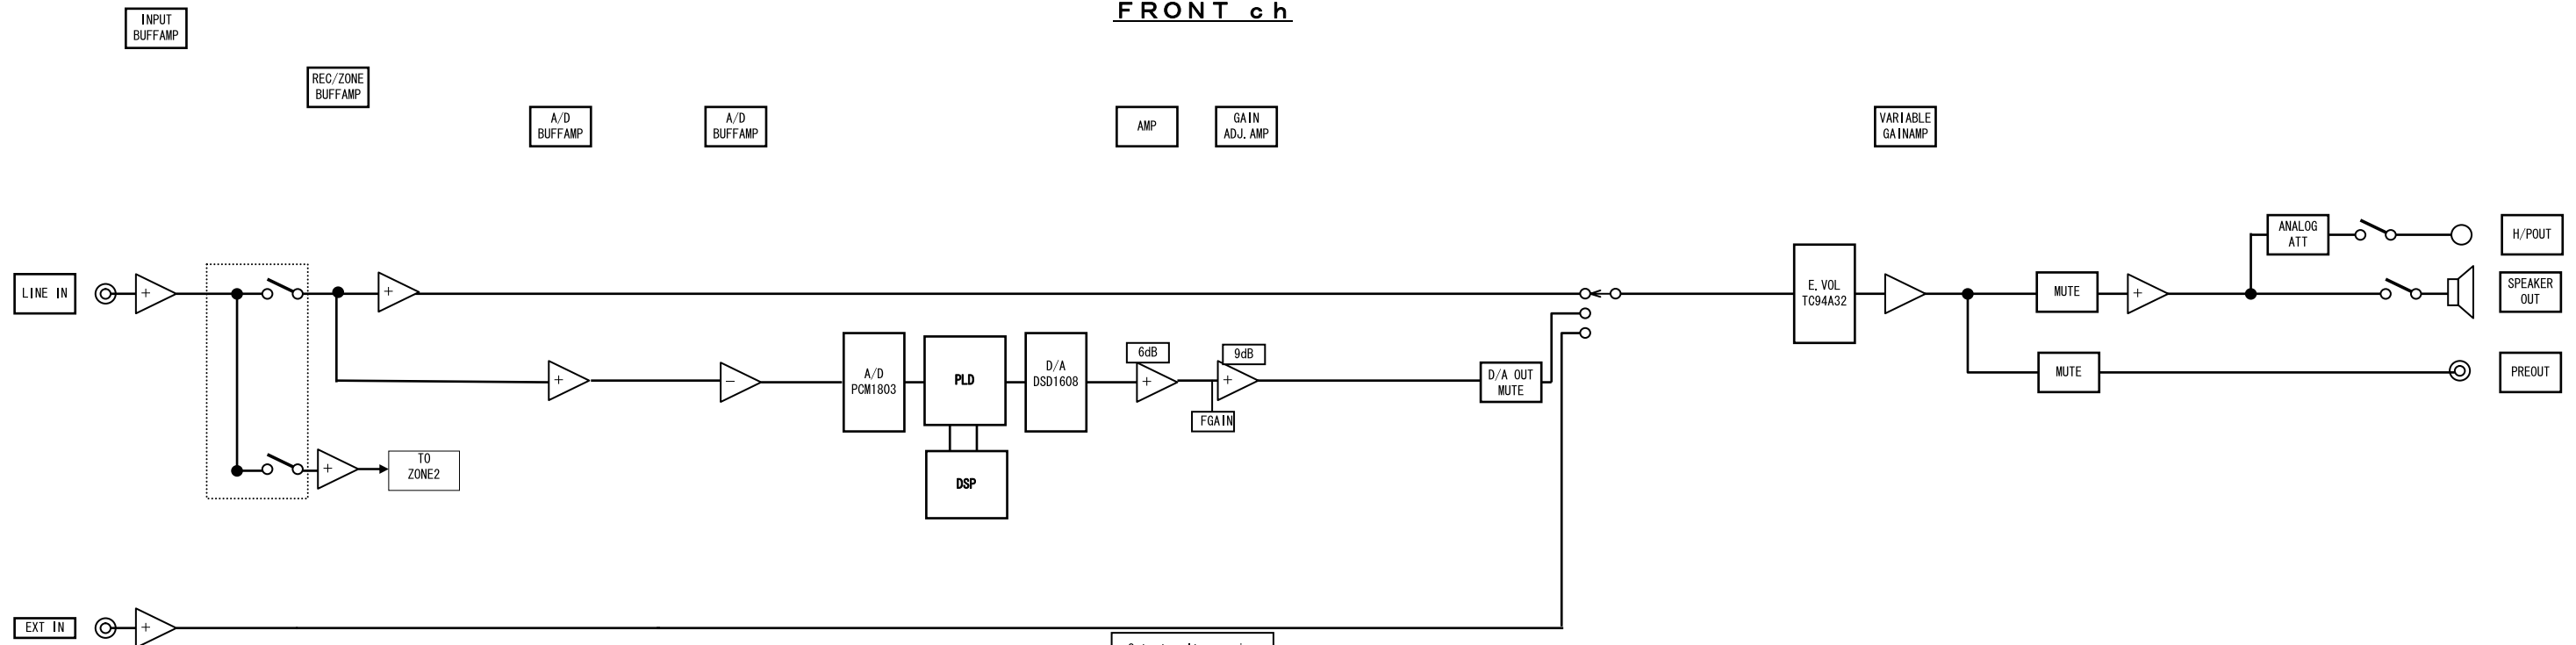 FRONT ch
INPUT
BUFFAMP
REC/ZONE
BUFFAMP
A/D
BUFFAMP
A/D
BUFFAMP
AMP
GAIN
ADJ. AMP
VARIABLE
GAINAMP
ANALOG
ATT
H/POUT
LINE IN
+
+
E. VOL
TC94A32
MUTE
+
SPEAKER
OUT
6dB
9dB
+
−
A/D
PCM1803
PLD
D/A
DSD1608
+
+
D/A OUT
MUTE
MUTE
PREOUT
FGAIN
+
TO
ZONE2
DSP
EXT IN
+